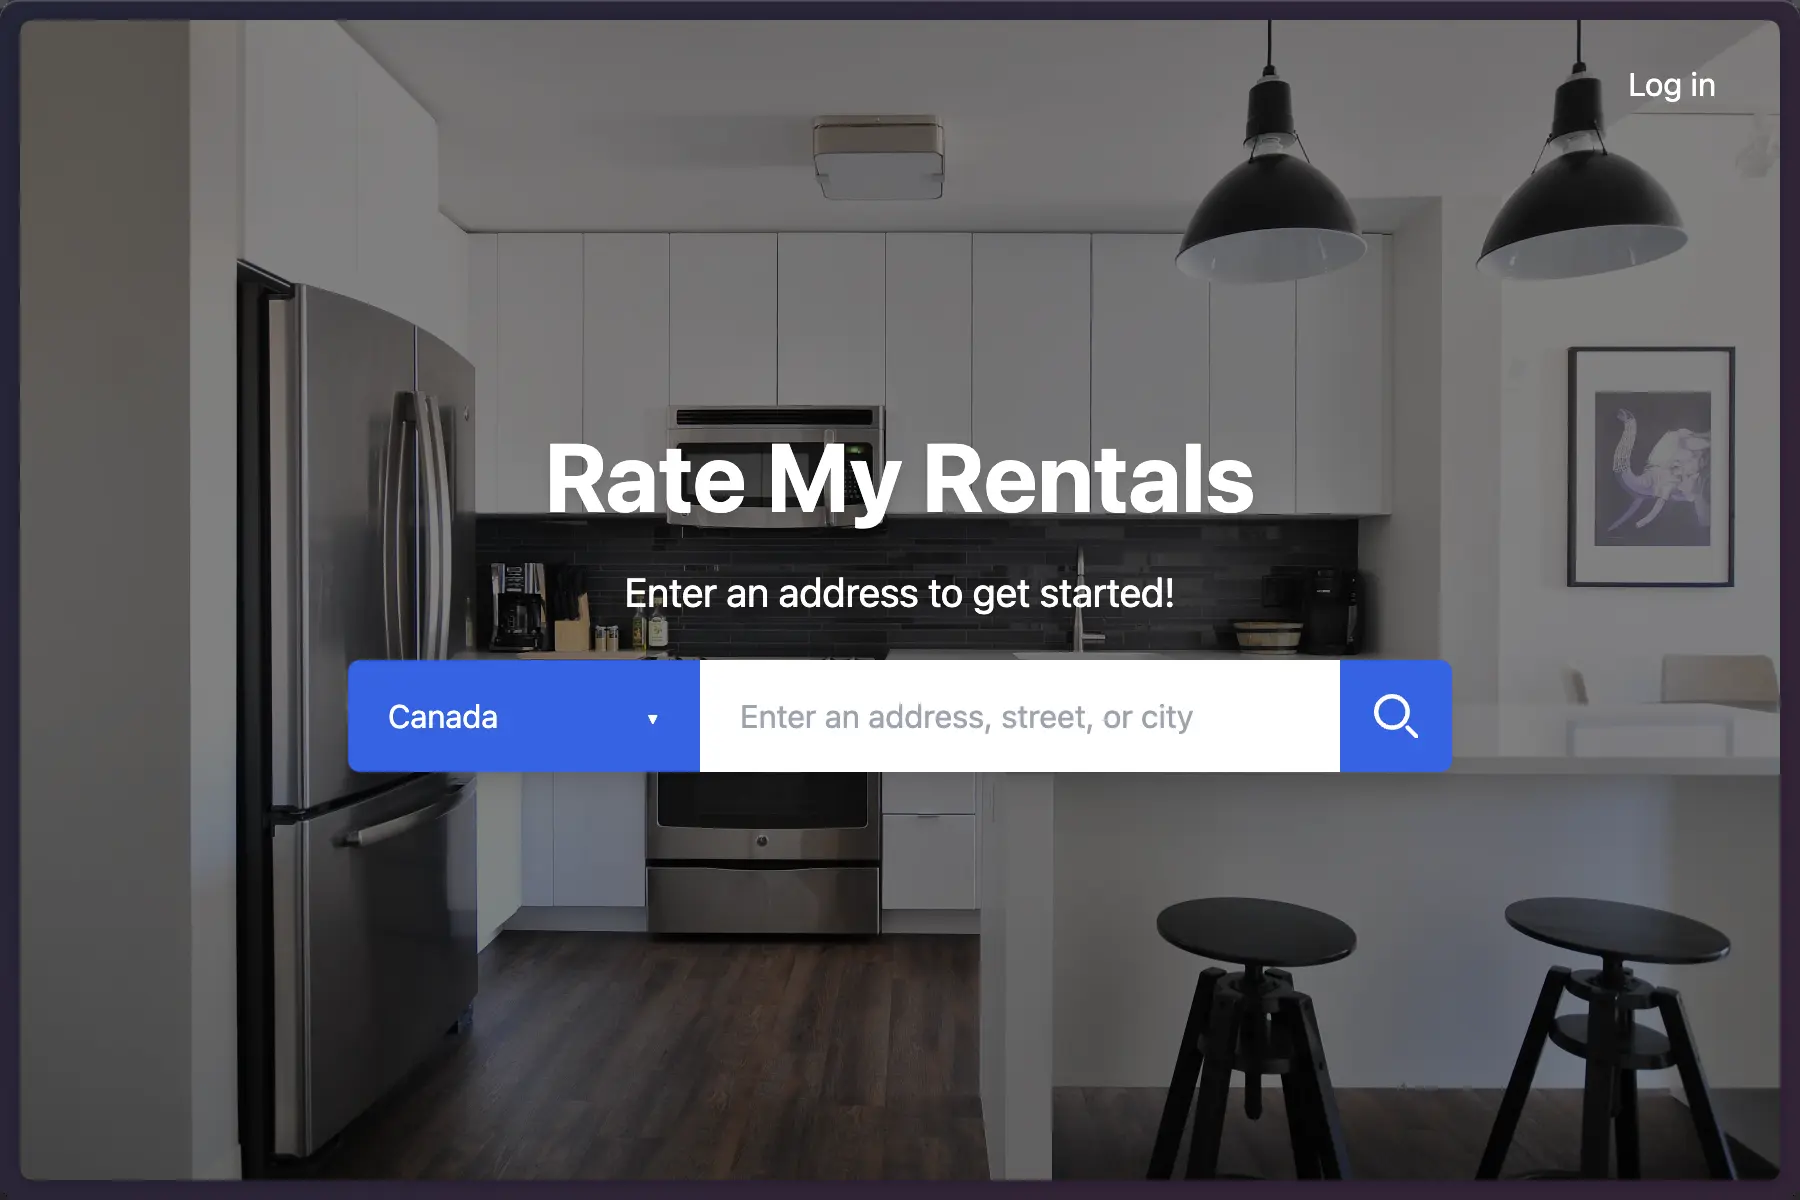 Log in
Rate My Rentals
Enter an address to get started!
Canada
Enter an address, street, or city